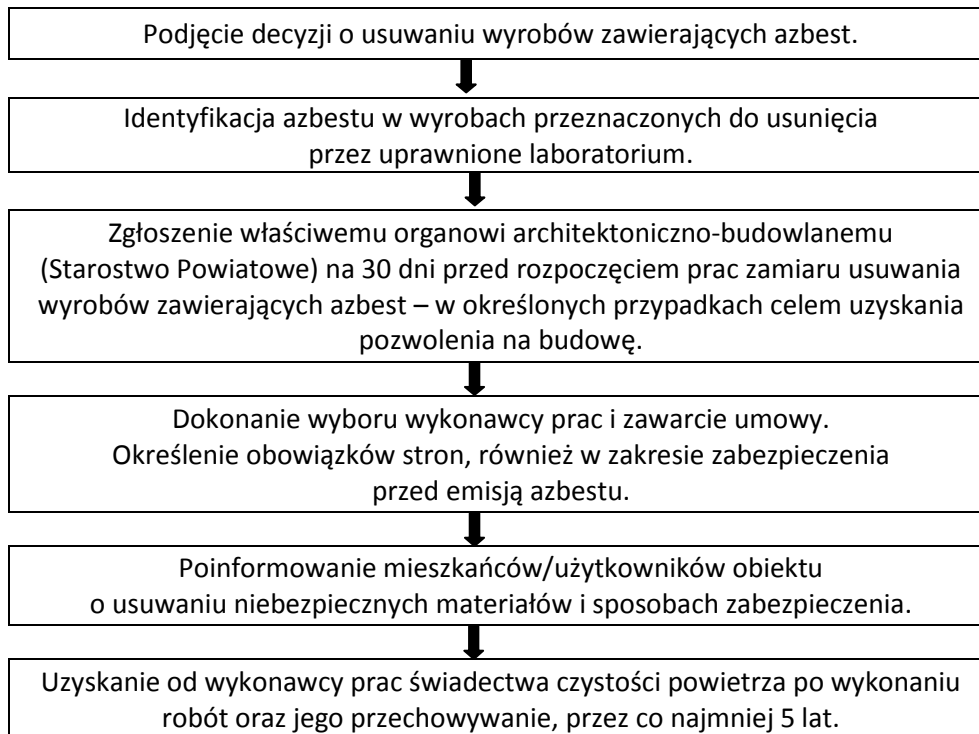 Podjęcie decyzji o usuwaniu wyrobów zawierających azbest.
Identyfikacja azbestu w wyrobach przeznaczonych do usunięcia
przez uprawnione laboratorium.
Zgłoszenie właściwemu organowi architektoniczno-budowlanemu
(Starostwo Powiatowe) na 30 dni przed rozpoczęciem prac zamiaru usuwania
wyrobów zawierających azbest – w określonych przypadkach celem uzyskania
pozwolenia na budowę.
Dokonanie wyboru wykonawcy prac i zawarcie umowy.
Określenie obowiązków stron, również w zakresie zabezpieczenia
przed emisją azbestu.
Poinformowanie mieszkańców/użytkowników obiektu
o usuwaniu niebezpiecznych materiałów i sposobach zabezpieczenia.
Uzyskanie od wykonawcy prac świadectwa czystości powietrza po wykonaniu
robót oraz jego przechowywanie, przez co najmniej 5 lat.